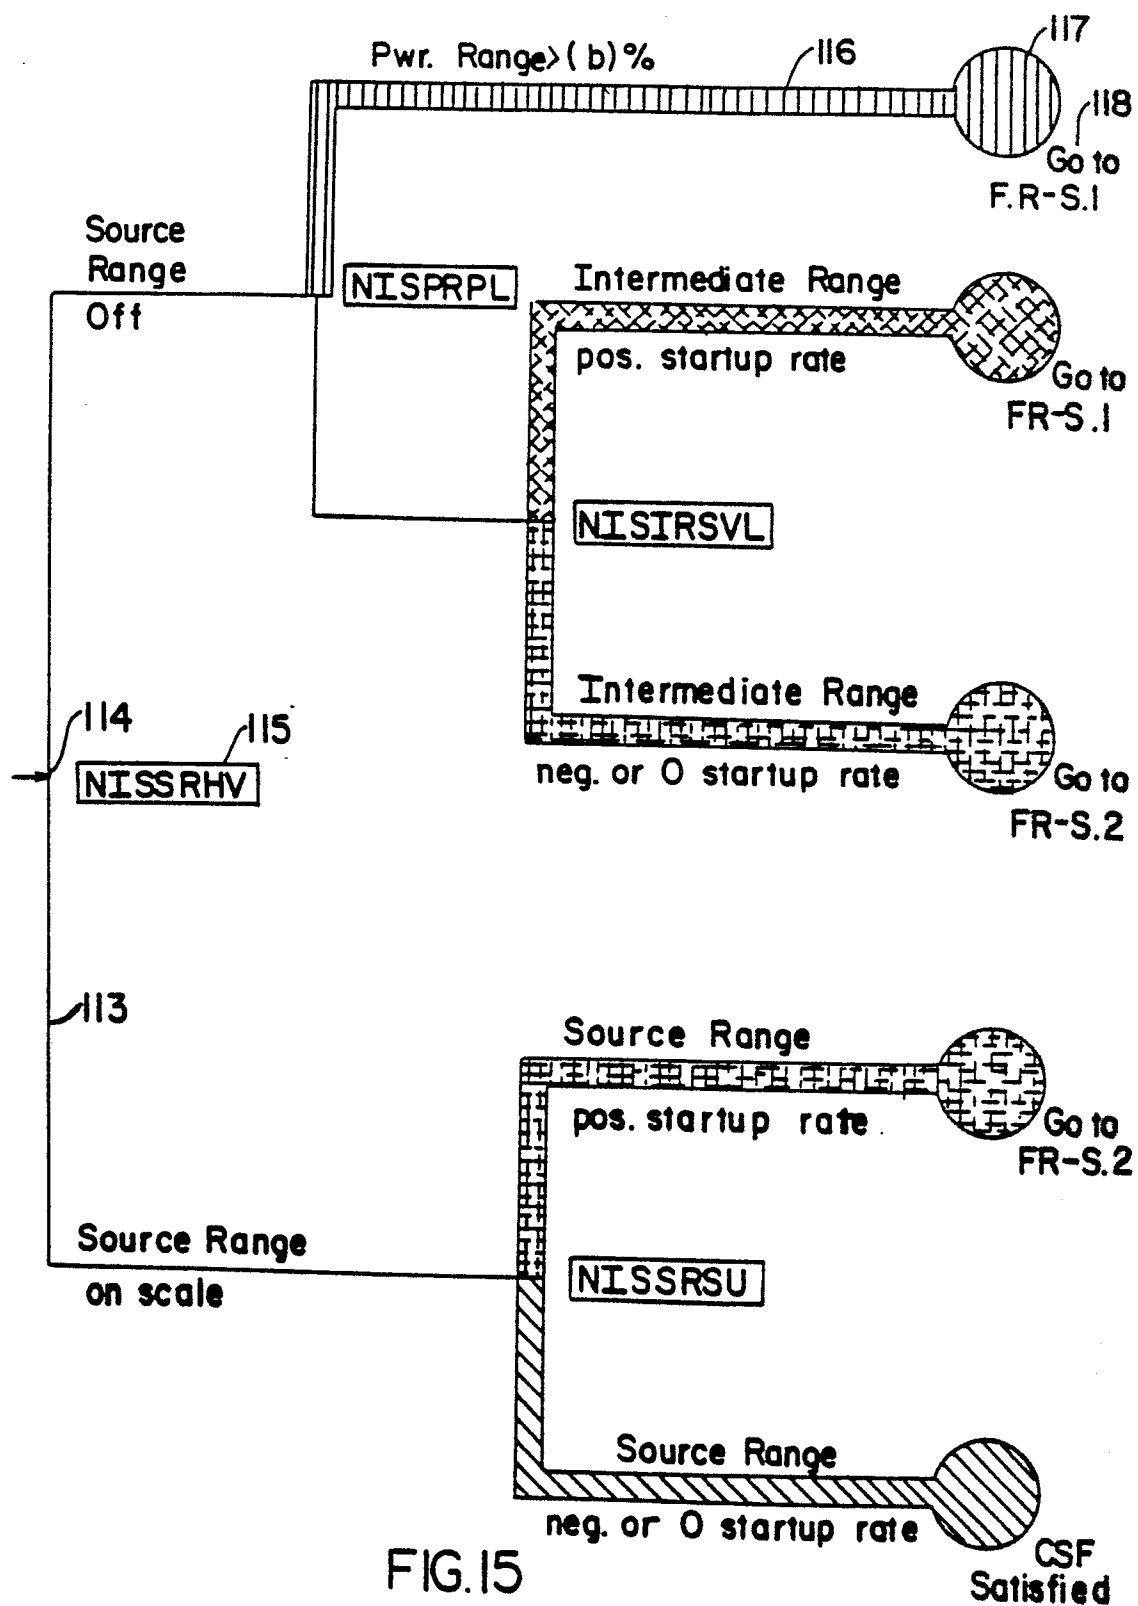 117
Pwr. Range>(b)%
116
118
Go to
F.R-S.1
Source
Range
Off
NISPRPL
Intermediate Range
pos. startup rate
Go to
FR-S.1
NISIRSVL
Intermediate Range
neg. or 0 startup rate
Go to
FR-S.2
114
115
NISSRHV
113
Source Range
pos. startup rate
Go to
FR-S.2
Source Range
on scale
NISSRSU
Source Range
neg. or 0 startup rate
CSF
Satisfied
FIG.15